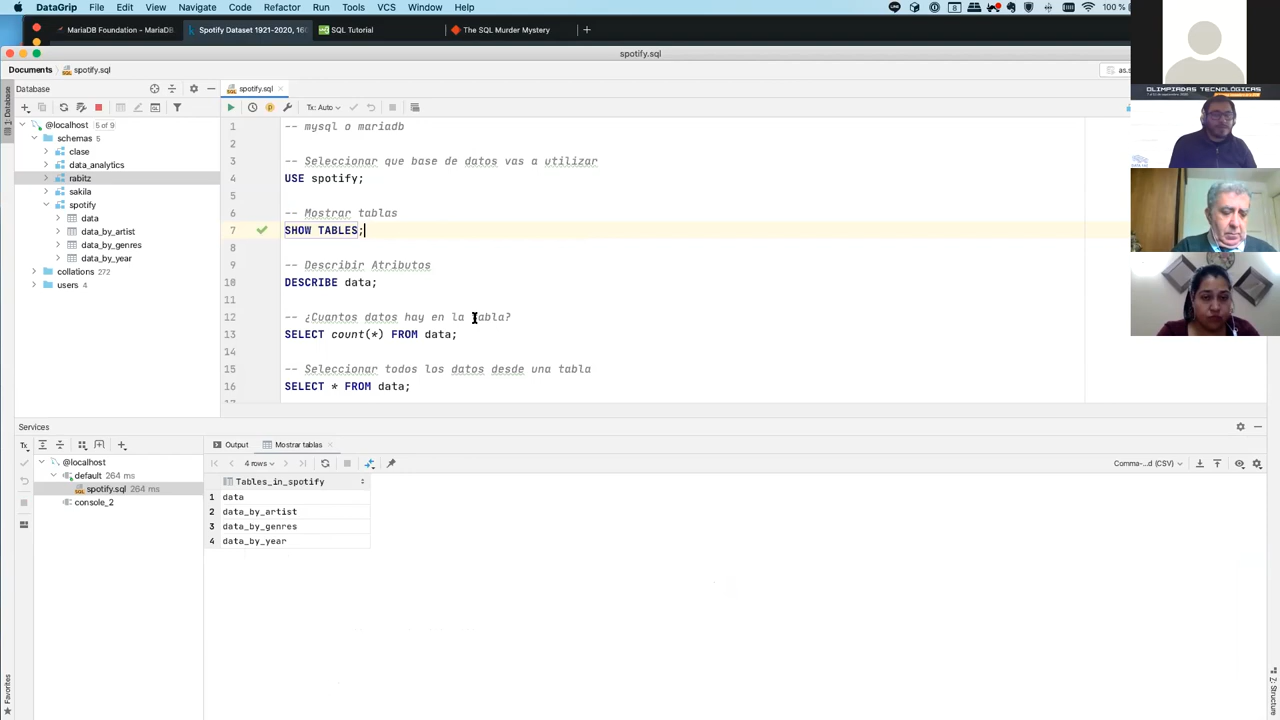 DataGrip File Edit View Navigate Code Refactor Run Tools VCS Window Help 100 %
MariaDB Foundation - MariaDB Spotify Dataset 1921-2020, 160 SQL Tutorial The SQL Murder Mystery
spotify.sql
Documents spotify.sql
Database
spotify.sql
Tx: Auto
OLIMPIADAS TECNOLÓGICAS
1: Database
@localhost 5 of 9
schemas 5
clase
data_analytics
rabitz
sakila
spotify
data
data_by_artist
data_by_genres
data_by_year
collations 272
users 4
1 -- mysql o mariadb
2
3 -- Seleccionar que base de datos vas a utilizar
4 USE spotify;
5
6 -- Mostrar tablas
7 SHOW TABLES;
8
9 -- Describir Atributos
10 DESCRIBE data;
11
12 -- ¿Cuantos datos hay en la tabla?
13 SELECT count(*) FROM data;
14
15 -- Seleccionar todos los datos desde una tabla
16 SELECT * FROM data;
Services
Tx
Output Mostrar tablas
@localhost
default 264 ms
spotify.sql 264 ms
console_2
4 rows
Comma-...d (CSV)
Tables_in_spotify
1 data
2 data_by_artist
3 data_by_genres
4 data_by_year
Favorites
Z: Structure